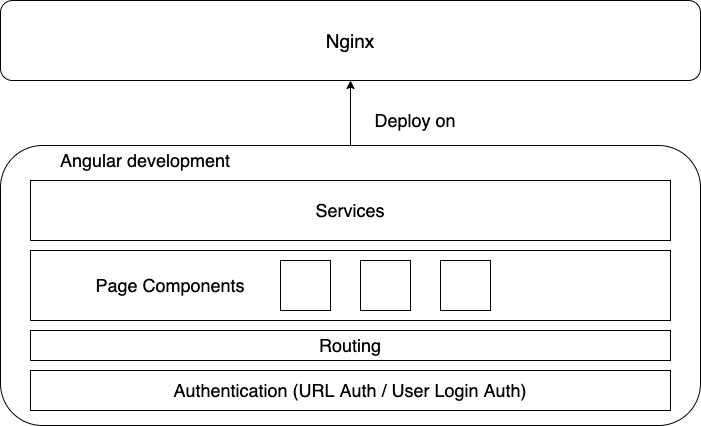 Nginx
Deploy on
Angular development
Services
Page Components
Routing
Authentication (URL Auth / User Login Auth)